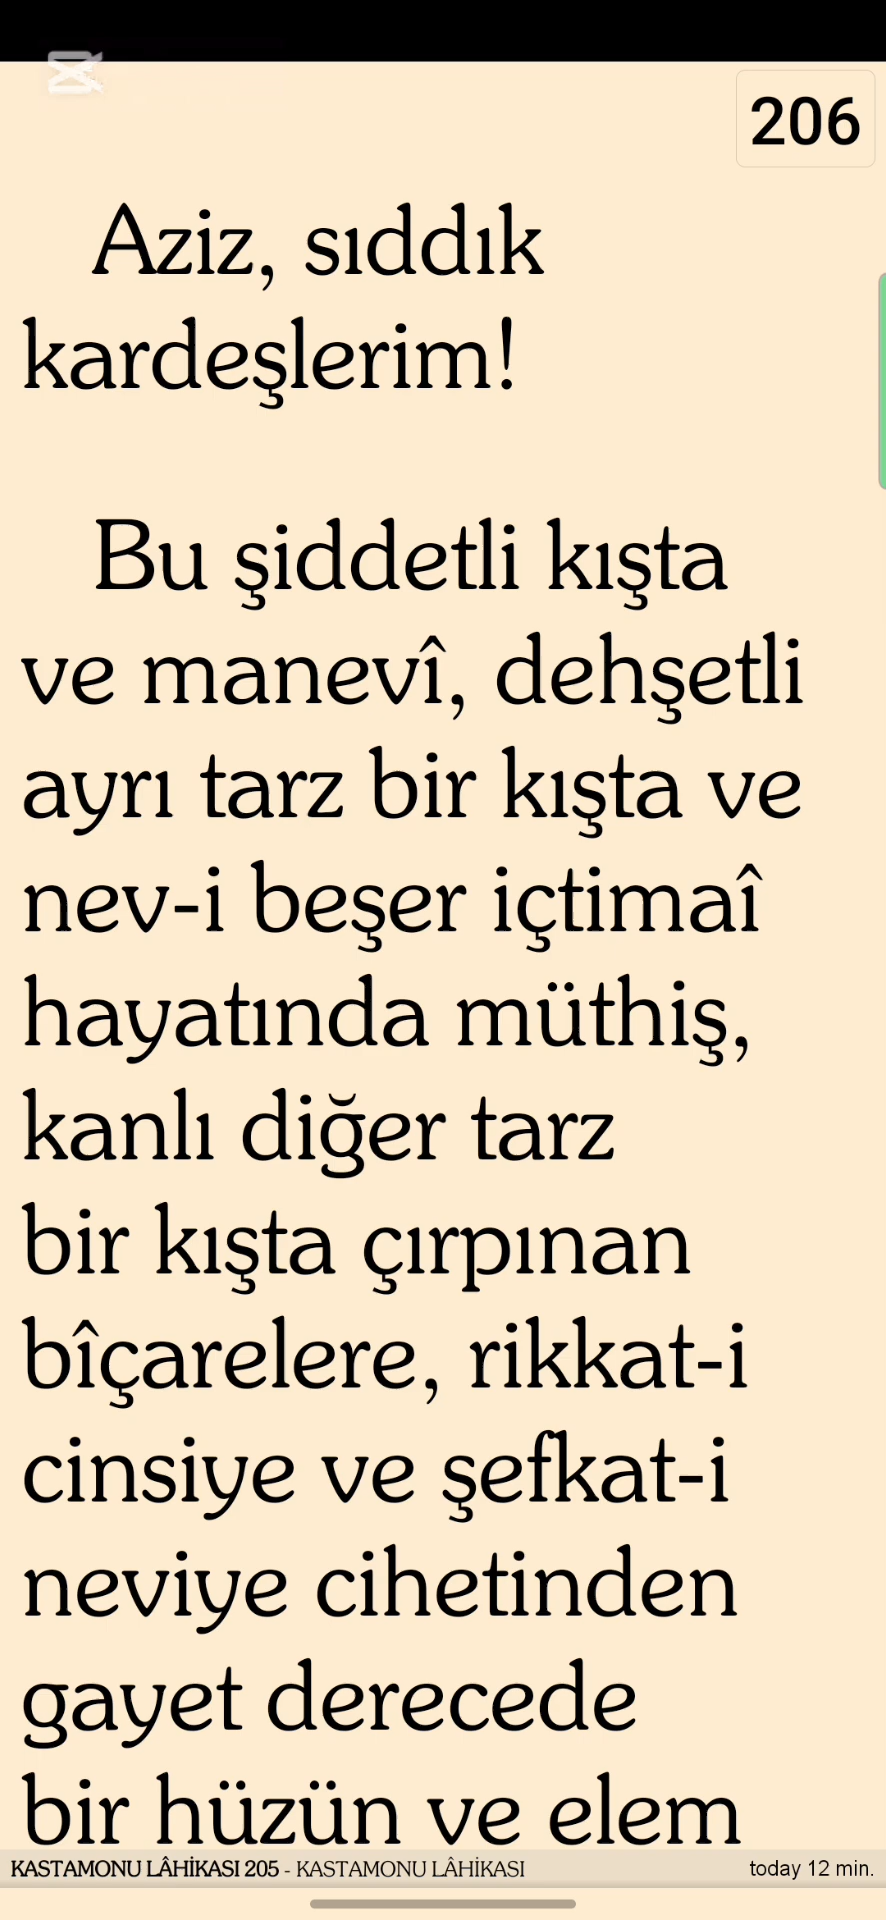 206
Aziz, sıddık
kardeşlerim!
Bu şiddetli kışta
ve manevî, dehşetli
ayrı tarz bir kışta ve
nev-i beşer içtimaî
hayatında müthiş,
kanlı diğer tarz
bir kışta çırpınan
bîçarelere, rikkat-i
cinsiye ve şefkat-i
neviye cihetinden
gayet derecede
bir hüzün ve elem
KASTAMONU LÂHİKASI 205 - KASTAMONU LÂHİKASI today 12 min.